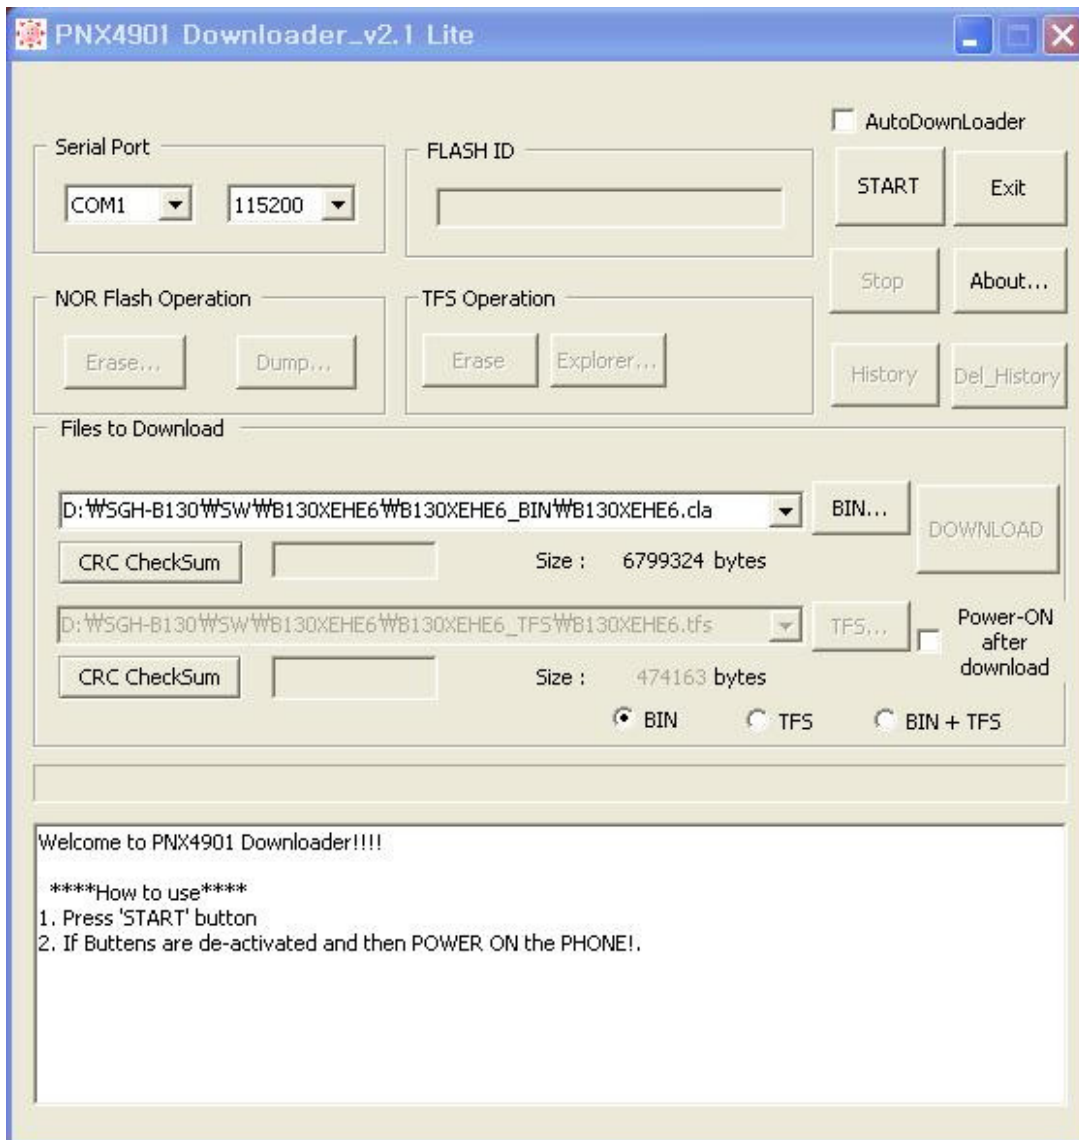 PNX4901 Downloader_v2.1 Lite
AutoDownLoader
Serial Port
FLASH ID
COM1
115200
START
Exit
Stop
About...
NOR Flash Operation
TFS Operation
Erase...
Dump...
Erase
Explorer...
History
Del_History
Files to Download
D:₩SGH-B130₩SW₩B130XEHE6₩B130XEHE6_BIN₩B130XEHE6.cla
BIN...
DOWNLOAD
CRC CheckSum
Size : 6799324 bytes
D:₩SGH-B130₩SW₩B130XEHE6₩B130XEHE6_TFS₩B130XEHE6.tfs
TFS...
Power-ON
after
download
CRC CheckSum
Size : 474163 bytes
BIN
TFS
BIN + TFS
Welcome to PNX4901 Downloader!!!!
****How to use****
1. Press 'START' button
2. If Buttens are de-activated and then POWER ON the PHONE!.